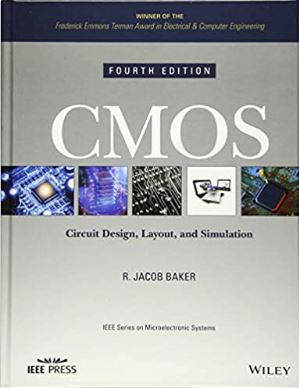 WINNER OF THE
Frederick Emmons Terman Award in Electrical & Computer Engineering
FOURTH EDITION
CMOS
Circuit Design, Layout, and Simulation
R. JACOB BAKER
IEEE Series on Microelectronic Systems
IEEE PRESS
WILEY